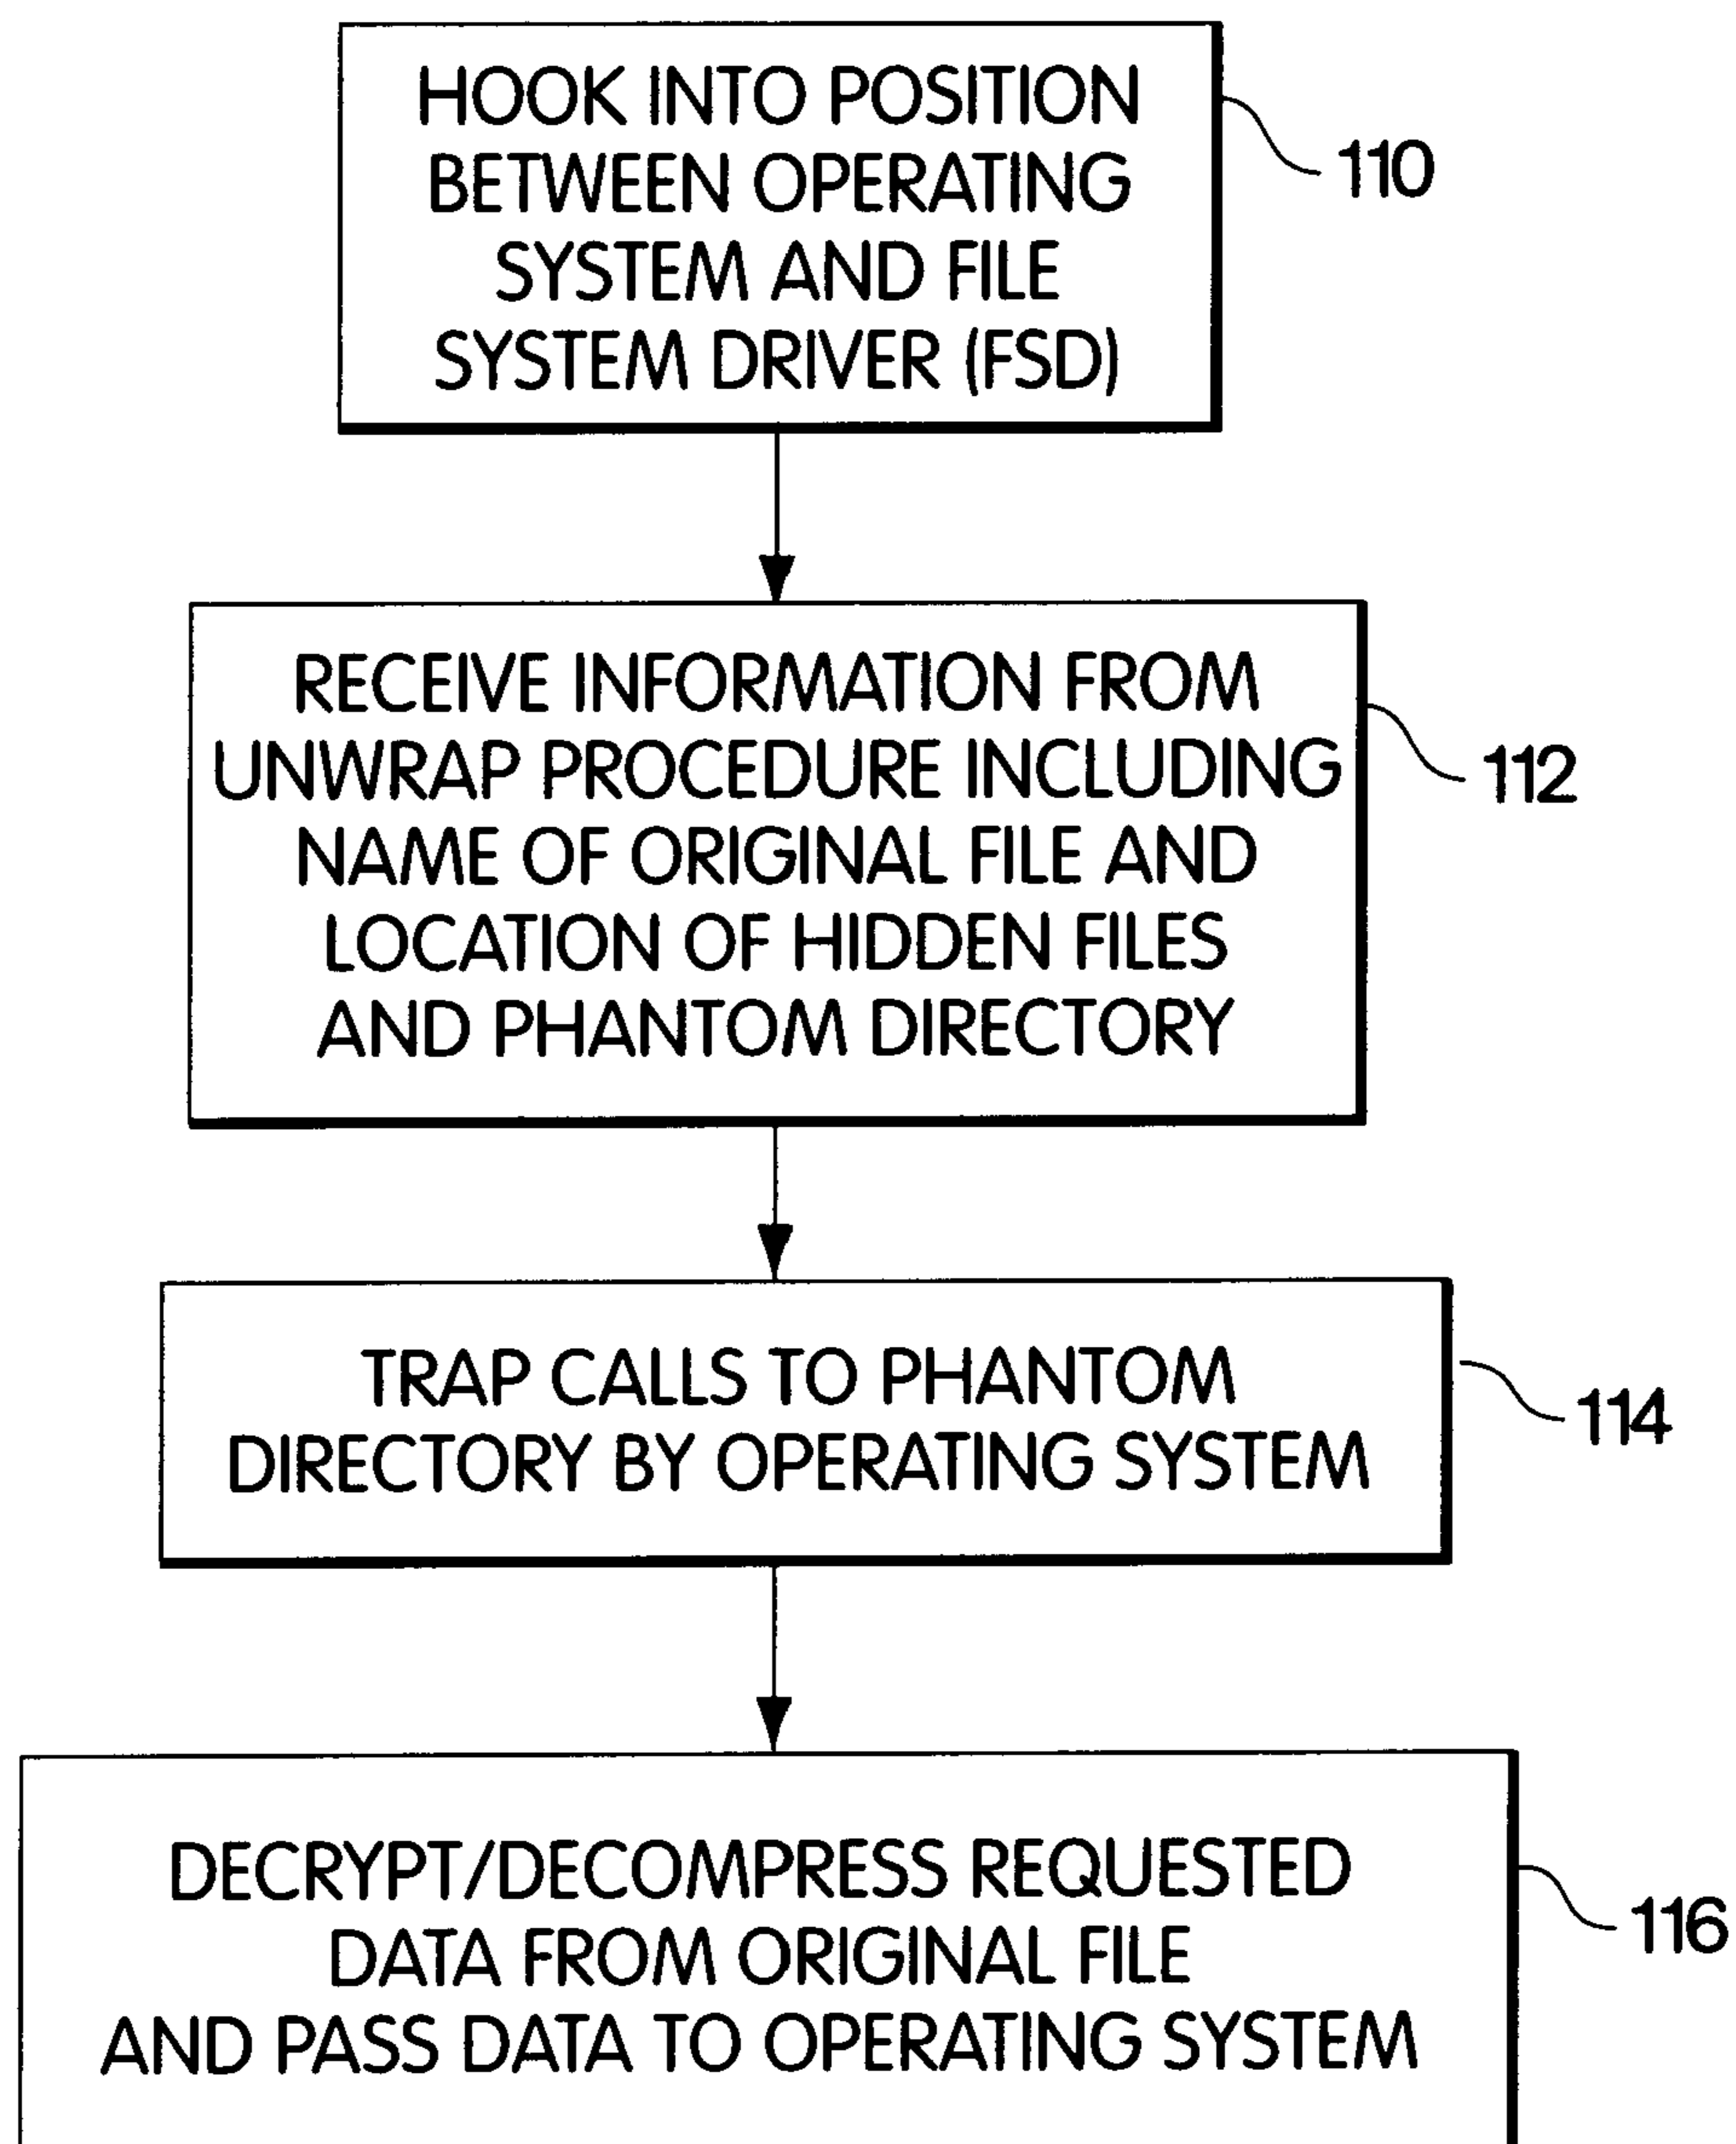 HOOK INTO POSITION
BETWEEN OPERATING
SYSTEM AND FILE
SYSTEM DRIVER (FSD)
110
RECEIVE INFORMATION FROM
UNWRAP PROCEDURE INCLUDING
NAME OF ORIGINAL FILE AND
LOCATION OF HIDDEN FILES
AND PHANTOM DIRECTORY
112
TRAP CALLS TO PHANTOM
DIRECTORY BY OPERATING SYSTEM
114
DECRYPT/DECOMPRESS REQUESTED
DATA FROM ORIGINAL FILE
AND PASS DATA TO OPERATING SYSTEM
116